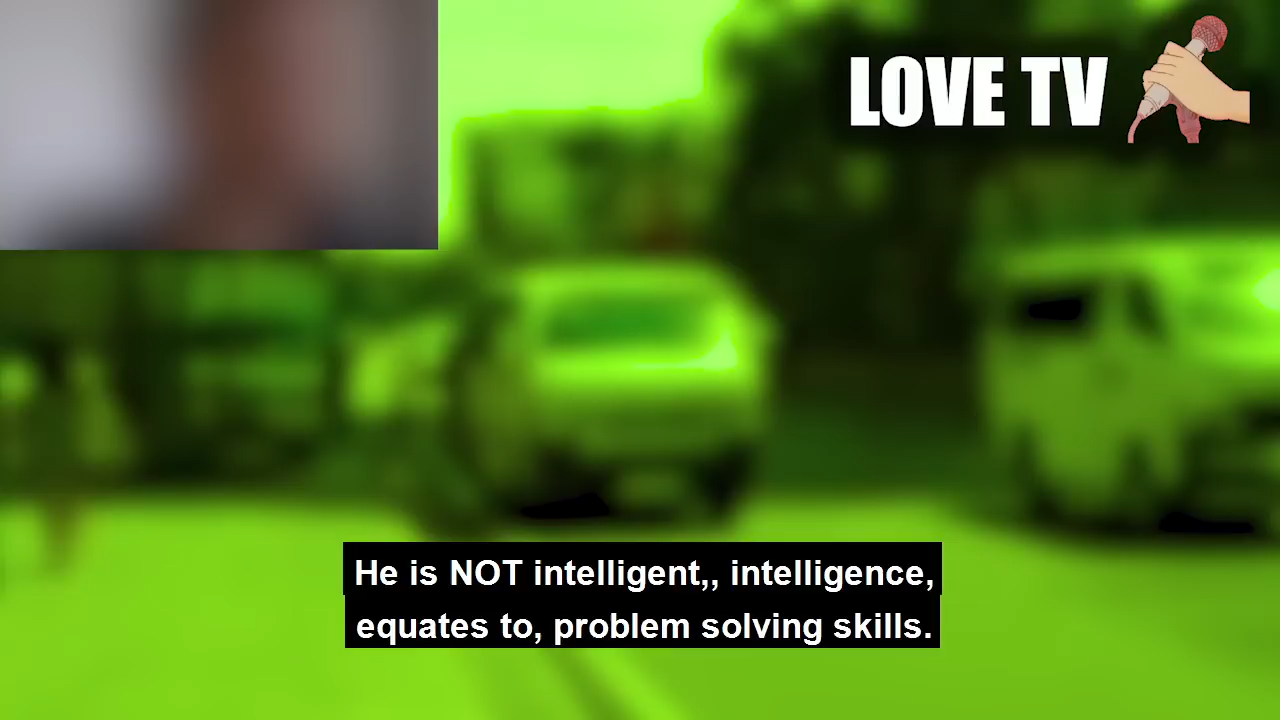 LOVE TV
He is NOT intelligent,, intelligence,
equates to, problem solving skills.